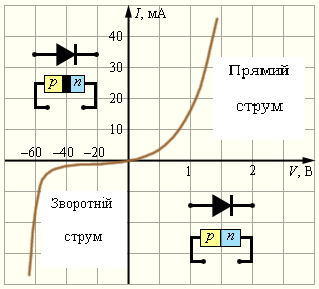 I, мА
40
30
20
10
p n
Прямий
струм
–60 –40 –20
1 2
V, В
Зворотній
струм
p n